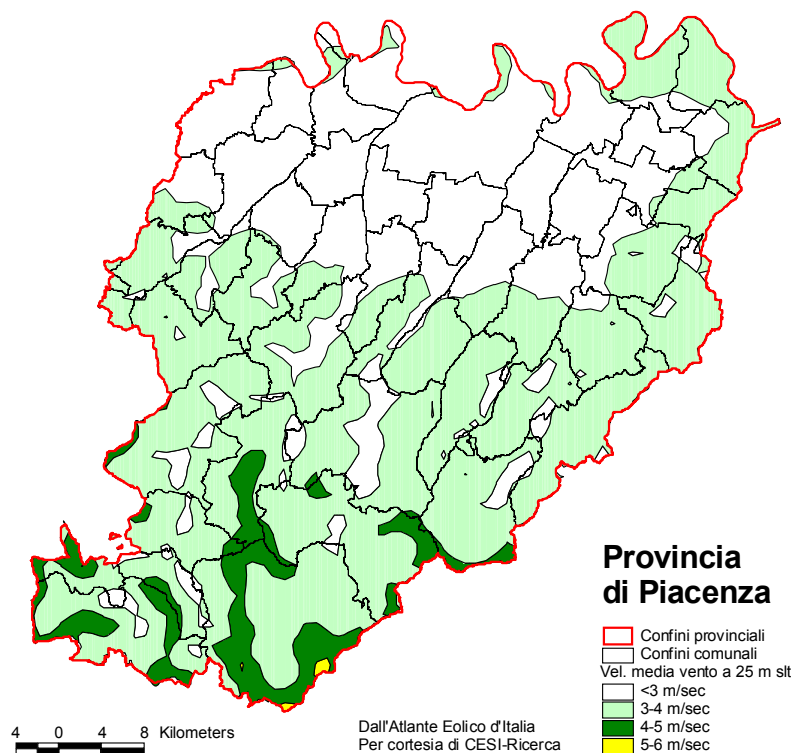 Provincia
di Piacenza
Confini provinciali
Confini comunali
Vel. media vento a 25 m slt
<3 m/sec
3-4 m/sec
4-5 m/sec
5-6 m/sec
4 0 4 8 Kilometers
Dall'Atlante Eolico d'Italia
Per cortesia di CESI-Ricerca